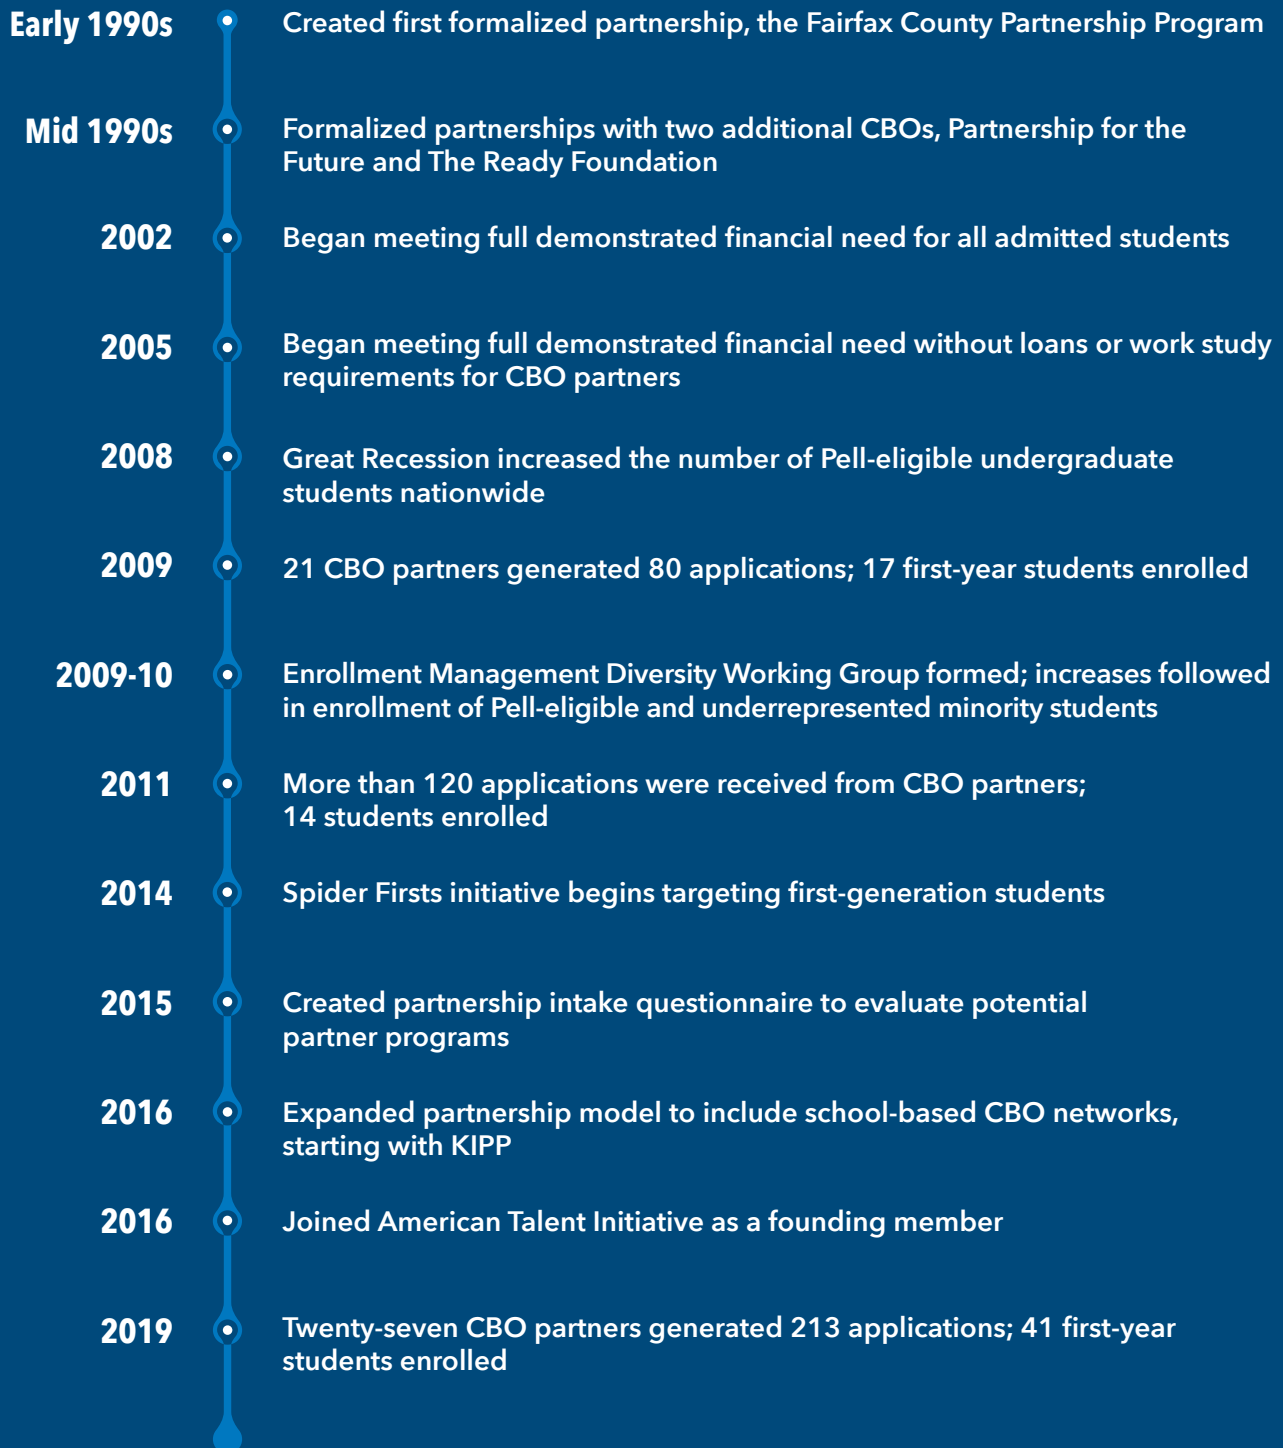 Early 1990s
Created first formalized partnership, the Fairfax County Partnership Program
Mid 1990s
Formalized partnerships with two additional CBOs, Partnership for the
Future and The Ready Foundation
2002
Began meeting full demonstrated financial need for all admitted students
2005
Began meeting full demonstrated financial need without loans or work study
requirements for CBO partners
2008
Great Recession increased the number of Pell-eligible undergraduate
students nationwide
2009
21 CBO partners generated 80 applications; 17 first-year students enrolled
2009-10
Enrollment Management Diversity Working Group formed; increases followed
in enrollment of Pell-eligible and underrepresented minority students
2011
More than 120 applications were received from CBO partners;
14 students enrolled
2014
Spider Firsts initiative begins targeting first-generation students
2015
Created partnership intake questionnaire to evaluate potential
partner programs
2016
Expanded partnership model to include school-based CBO networks,
starting with KIPP
2016
Joined American Talent Initiative as a founding member
2019
Twenty-seven CBO partners generated 213 applications; 41 first-year
students enrolled